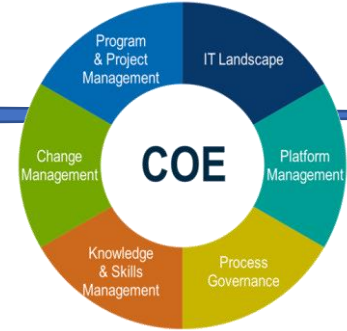 Program
& Project
Management
IT Landscape
Change
Management
COE
Platform
Management
Knowledge
& Skills
Management
Process
Governance